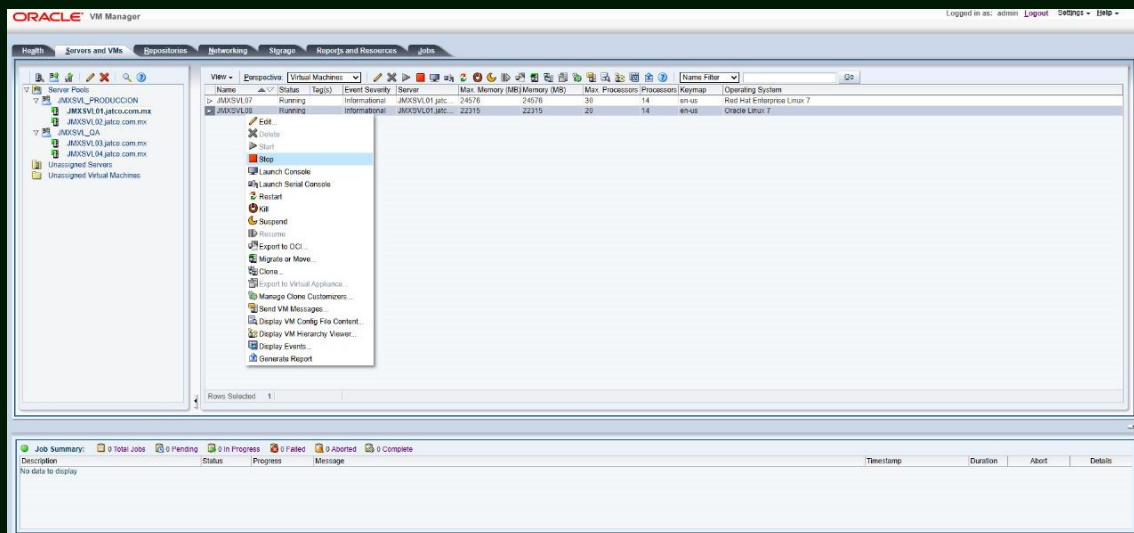 ORACLE VM Manager
Logged in as: admin Logout Settings Help
Health Servers and VMs Repositories Networking Storage Reports and Resources Jobs
View Perspective: Virtual Machines Name Filter Go
Server Pools
JMXSVL_PRODUCCION
JMXSVL01.jatco.com.mx
JMXSVL02.jatco.com.mx
JMXSVL_QA
JMXSVL03.jatco.com.mx
JMXSVL04.jatco.com.mx
Unassigned Servers
Unassigned Virtual Machines
Name Status Tag(s) Event Severity Server Max. Memory (MB) Memory (MB) Max. Processors Processors Keymap Operating System
JMXSVL07 Running Informational JMXSVL01.jatc... 24576 24576 30 14 en-us Red Hat Enterprise Linux 7
JMXSVL08 Running Informational JMXSVL01.jatc... 22315 22315 20 14 en-us Oracle Linux 7
Edit...
Delete
Start
Stop
Launch Console
Launch Serial Console
Restart
Kill
Suspend
Resume
Export to OCI...
Migrate or Move...
Clone...
Export to Virtual Appliance...
Manage Clone Customizers...
Send VM Messages...
Display VM Config File Content...
Display VM Hierarchy Viewer...
Display Events...
Generate Report
Rows Selected 1
Job Summary: 0 Total Jobs 0 Pending 0 In Progress 0 Failed 0 Aborted 0 Complete
Description Status Progress Message Timestamp Duration Abort Details
No data to display